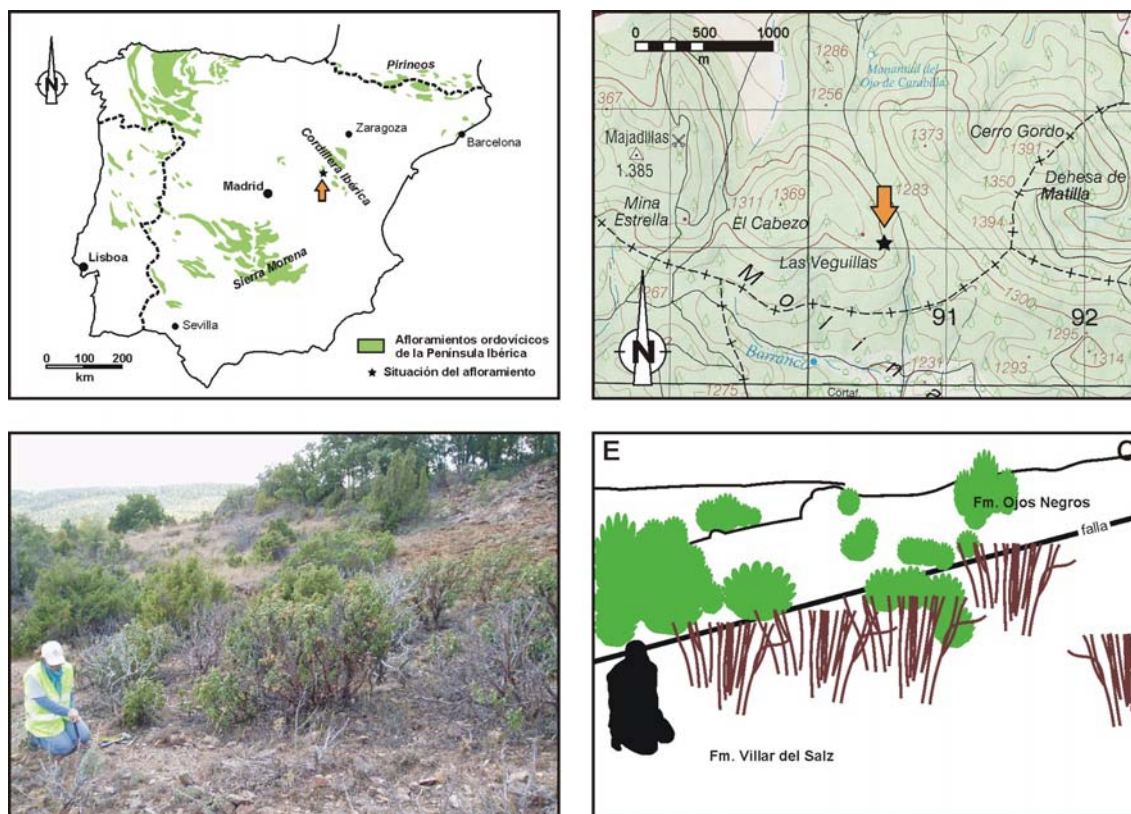 N
Pirineos
Cordillera Ibérica
Zaragoza
Barcelona
Madrid
Lisboa
Sierra Morena
Sevilla
0 100 200
km
Afloramientos ordovícicos
de la Península Ibérica
Situación del afloramiento
0 500 1000
m
1286
Manantial del
Ojo de Carabilla
1256
367
Majadillas
1.385
1373
Cerro Gordo
1391
Dehesa de
Matilla
1350
1369
1311
1283
Mina
Estrella
El Cabezo
1394
Las Veguillas
M o l i n a
1267
N
91
92
1300
1295
Barranco
1231
1293
1314
1275
Cortaf.
E
O
Fm. Ojos Negros
falla
Fm. Villar del Salz